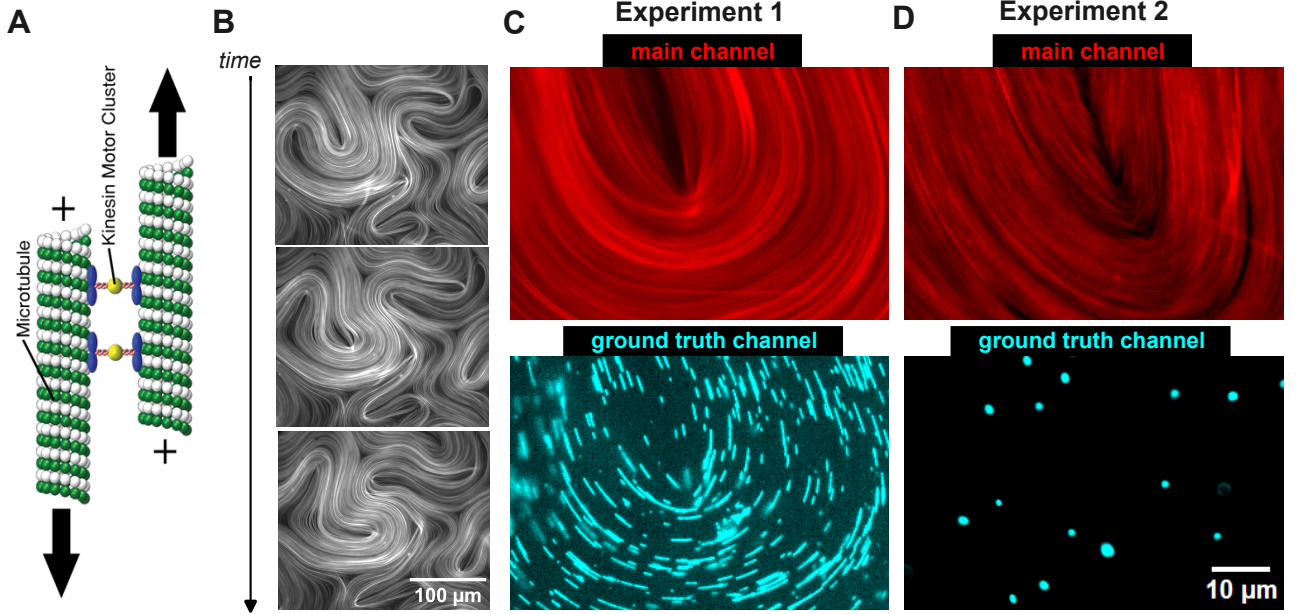 A
B
C
D
Experiment 1
Experiment 2
time
main channel
main channel
Kinesin Motor Cluster
Microtubule
+
+
ground truth channel
ground truth channel
100 µm
10 µm